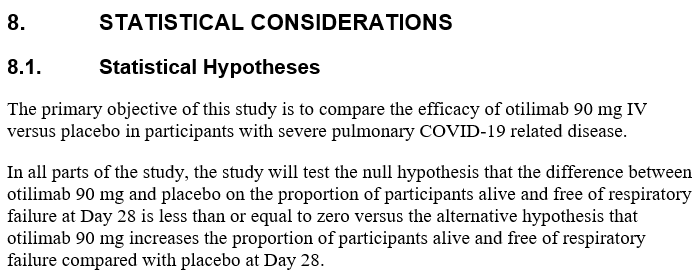 8. STATISTICAL CONSIDERATIONS
8.1. Statistical Hypotheses
The primary objective of this study is to compare the efficacy of otilimab 90 mg IV
versus placebo in participants with severe pulmonary COVID-19 related disease.
In all parts of the study, the study will test the null hypothesis that the difference between
otilimab 90 mg and placebo on the proportion of participants alive and free of respiratory
failure at Day 28 is less than or equal to zero versus the alternative hypothesis that
otilimab 90 mg increases the proportion of participants alive and free of respiratory
failure compared with placebo at Day 28.